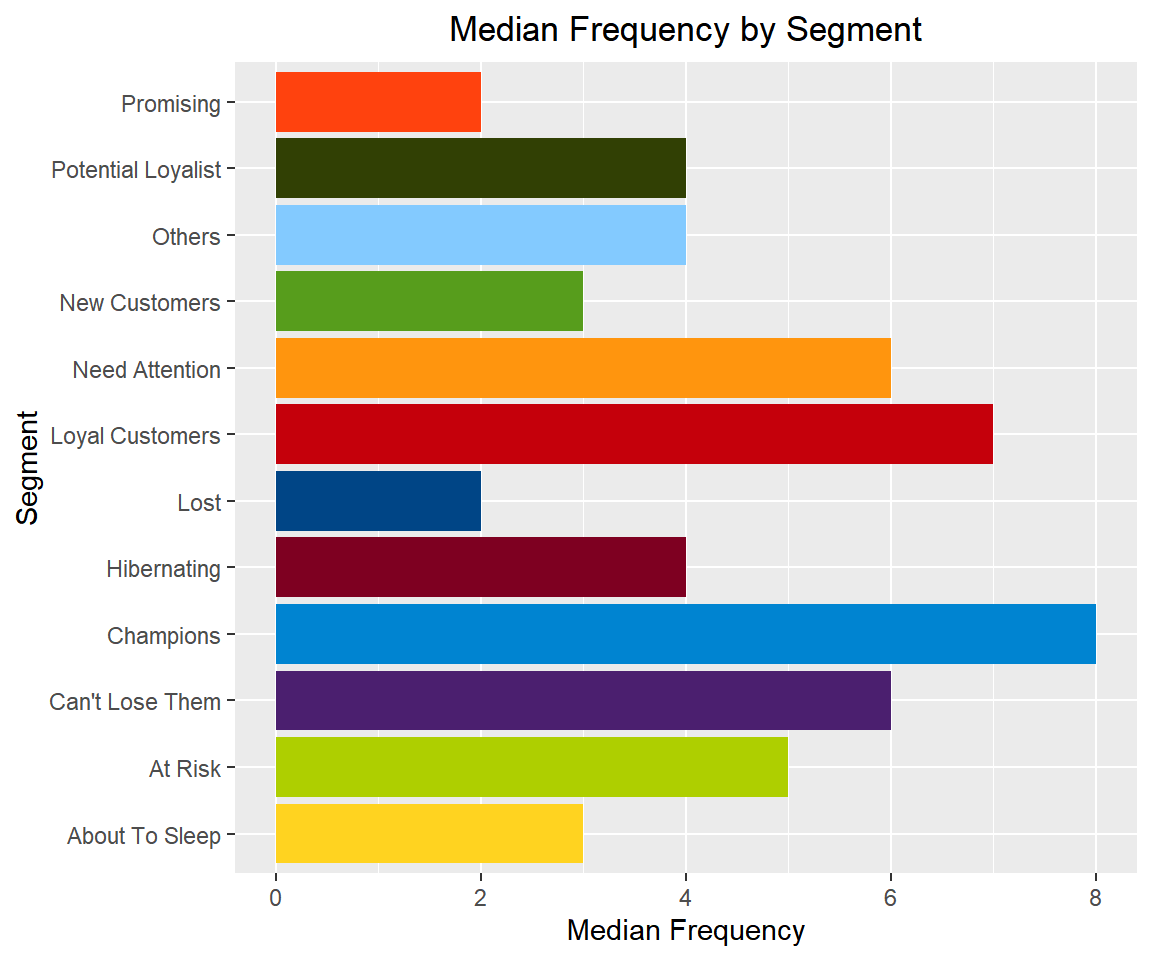 Median Frequency by Segment
Promising
Potential Loyalist
Others
New Customers
Need Attention
Loyal Customers
Lost
Hibernating
Champions
Can't Lose Them
At Risk
About To Sleep
Segment
0 2 4 6 8
Median Frequency